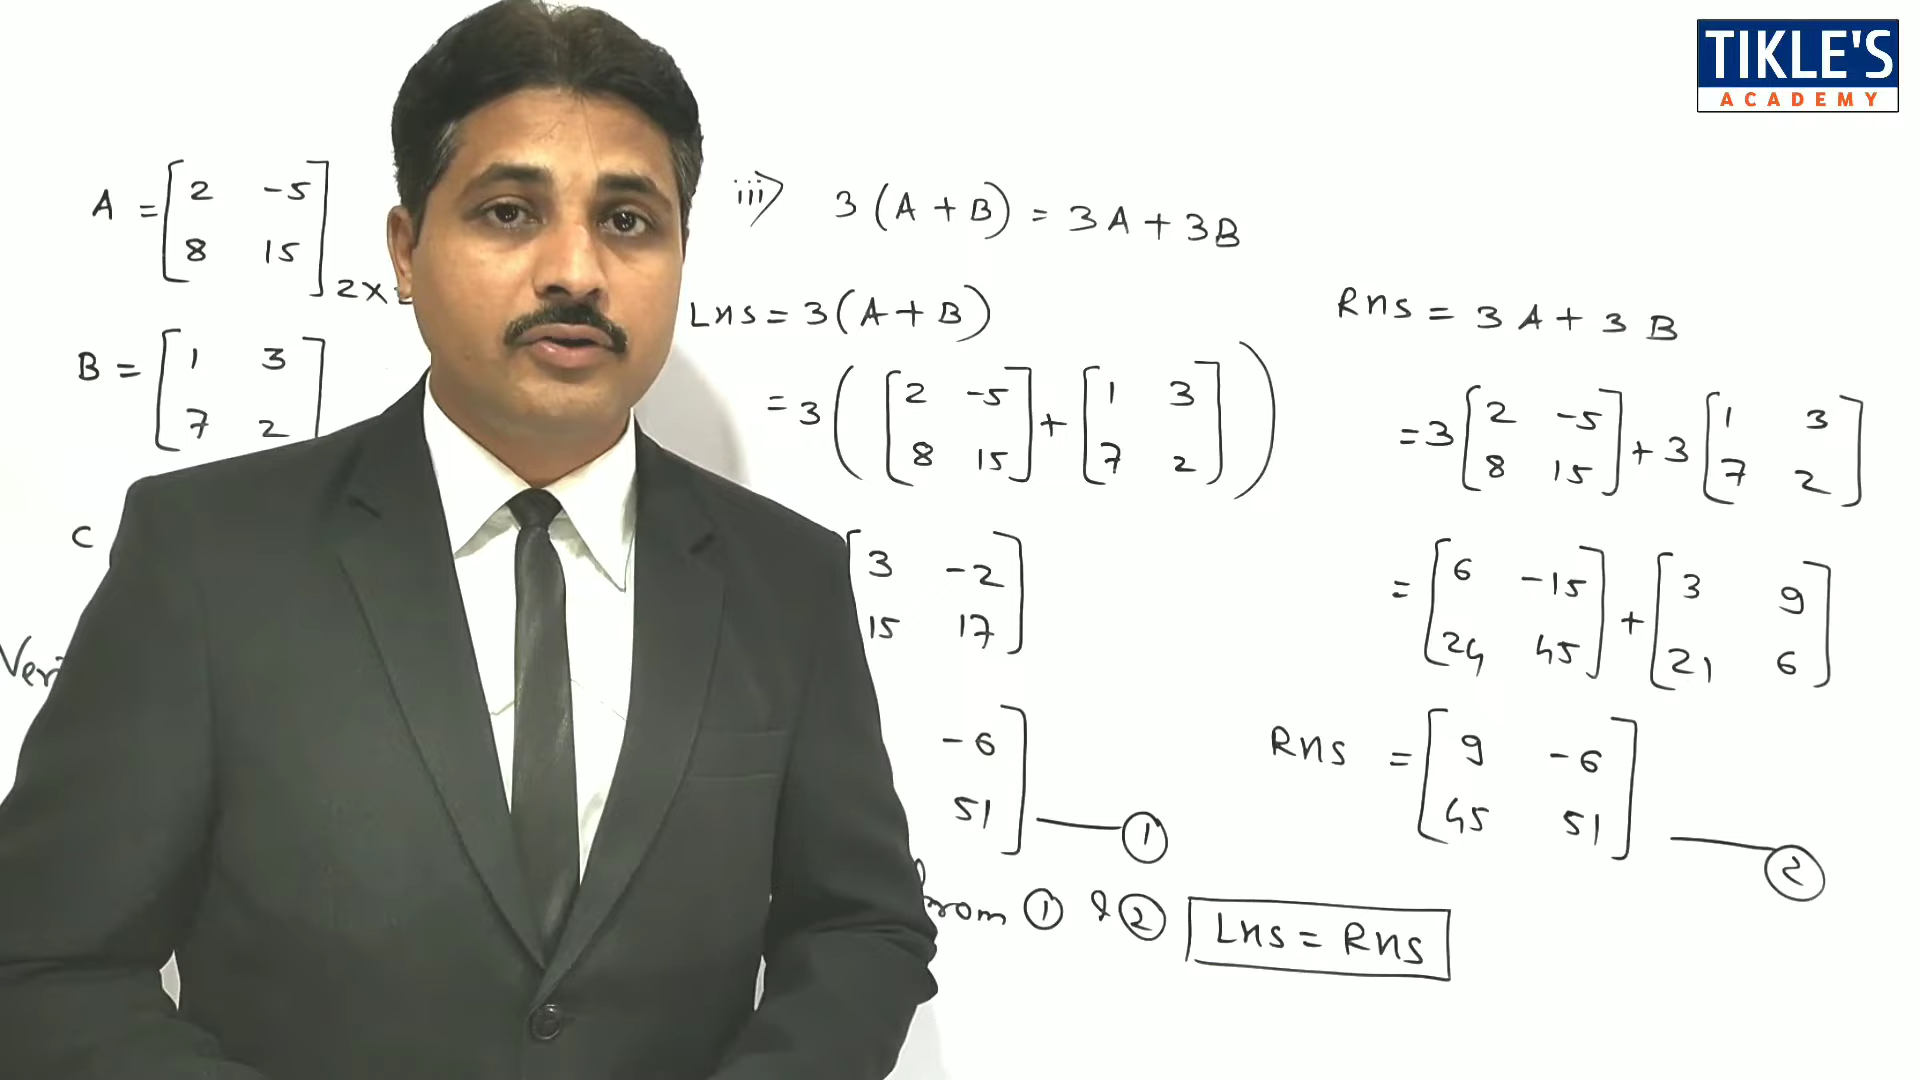 TIKLE'S
ACADEMY
A = [2 -5
8 15] 2×
B = [1 3
7 2]
C
iii) 3(A+B) = 3A+3B
LHS = 3(A+B)
= 3([2 -5
8 15] + [1 3
7 2])
[3 -2
15 17]
-6
51] — ①
from ① & ② LHS = RHS
RHS = 3A+3B
= 3[2 -5
8 15] + 3[1 3
7 2]
= [6 -15
24 45] + [3 9
21 6]
RHS = [9 -6
45 51] — ②